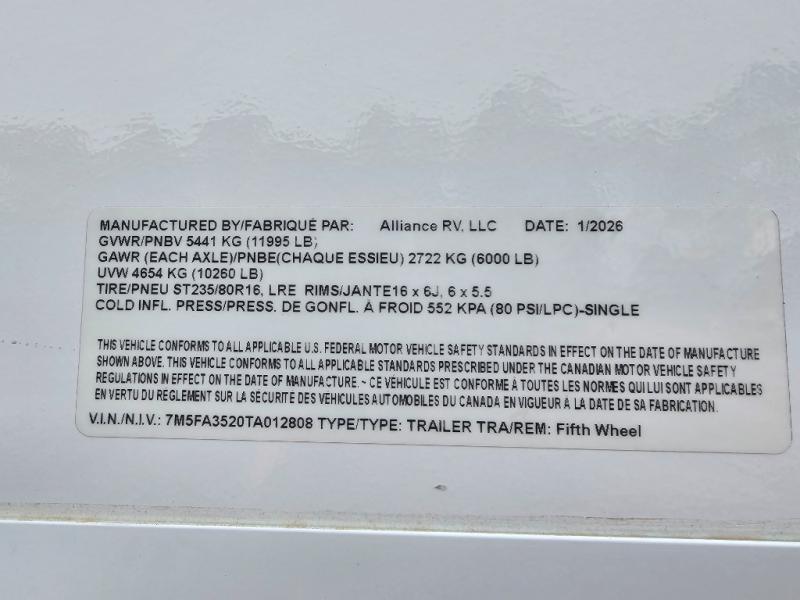 MANUFACTURED BY/FABRIQUÉ PAR: Alliance RV, LLC DATE: 1/2026
GVWR/PNBV 5441 KG (11995 LB)
GAWR (EACH AXLE)/PNBE(CHAQUE ESSIEU) 2722 KG (6000 LB)
UVW 4654 KG (10260 LB)
TIRE/PNEU ST235/80R16, LRE RIMS/JANTE16 x 6J, 6 x 5.5
COLD INFL. PRESS/PRESS. DE GONFL. À FROID 552 KPA (80 PSI/LPC)-SINGLE
THIS VEHICLE CONFORMS TO ALL APPLICABLE U.S. FEDERAL MOTOR VEHICLE SAFETY STANDARDS IN EFFECT ON THE DATE OF MANUFACTURE
SHOWN ABOVE. THIS VEHICLE CONFORMS TO ALL APPLICABLE STANDARDS PRESCRIBED UNDER THE CANADIAN MOTOR VEHICLE SAFETY
REGULATIONS IN EFFECT ON THE DATE OF MANUFACTURE. ~ CE VÉHICULE EST CONFORME À TOUTES LES NORMES QUI LUI SONT APPLICABLES
EN VERTU DU RÈGLEMENT SUR LA SÉCURITÉ DES VÉHICULES AUTOMOBILES DU CANADA EN VIGUEUR À LA DATE DE SA FABRICATION.
V.I.N./N.I.V.: 7M5FA3520TA012808 TYPE/TYPE: TRAILER TRA/REM: Fifth Wheel